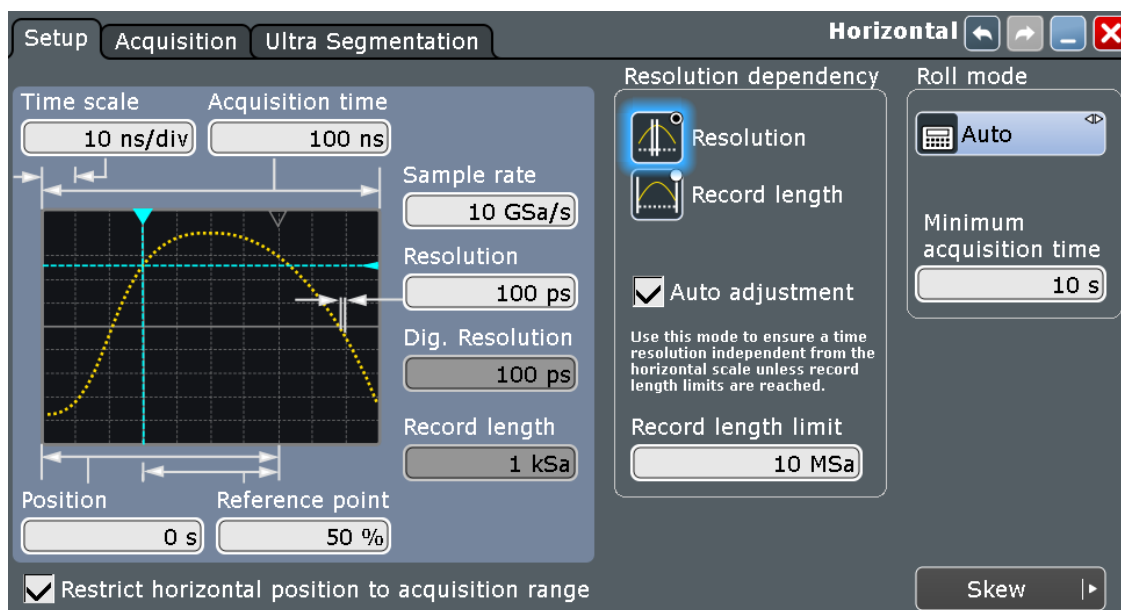 Setup Acquisition Ultra Segmentation Horizontal
Time scale Acquisition time
10 ns/div 100 ns
Sample rate
10 GSa/s
Resolution
100 ps
Dig. Resolution
100 ps
Record length
1 kSa
Position Reference point
0 s 50 %
Restrict horizontal position to acquisition range
Resolution dependency
Resolution
Record length
Auto adjustment
Use this mode to ensure a time
resolution independent from the
horizontal scale unless record
length limits are reached.
Record length limit
10 MSa
Roll mode
Auto
Minimum
acquisition time
10 s
Skew